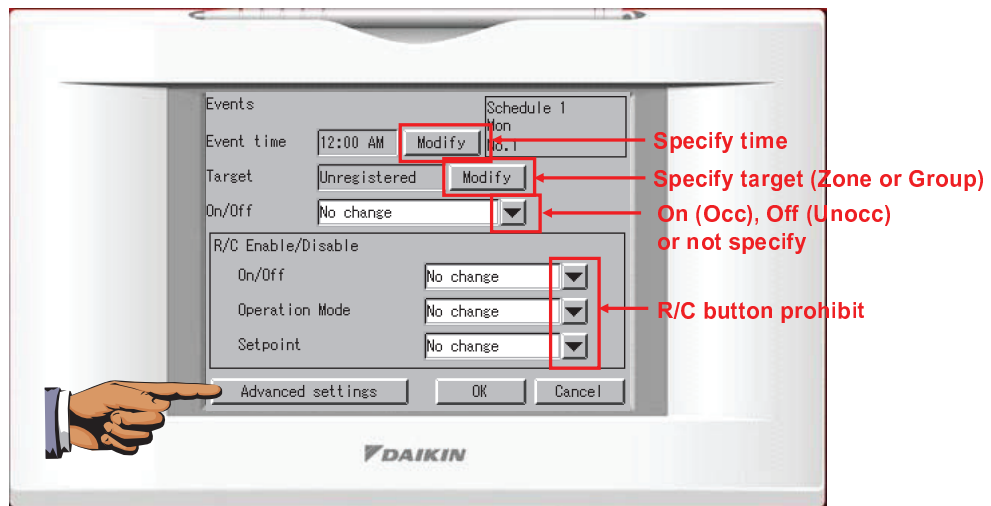 Events
Schedule 1
Mon
No.1
Event time 12:00 AM Modify
Specify time
Target Unregistered Modify
Specify target (Zone or Group)
On/Off No change
On (Occ), Off (Unocc)
or not specify
R/C Enable/Disable
On/Off No change
Operation Mode No change
R/C button prohibit
Setpoint No change
Advanced settings OK Cancel
DAIKIN